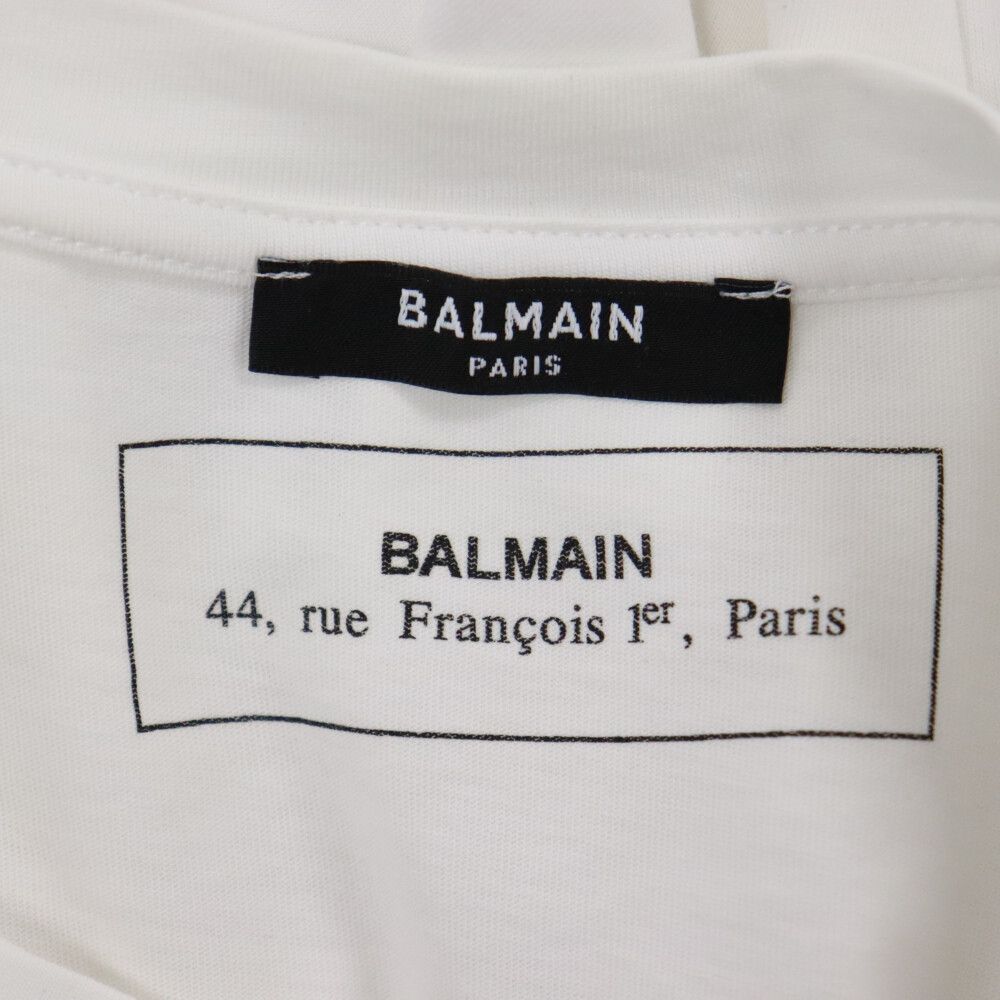 BALMAIN
PARIS
BALMAIN
44, rue François 1er, Paris